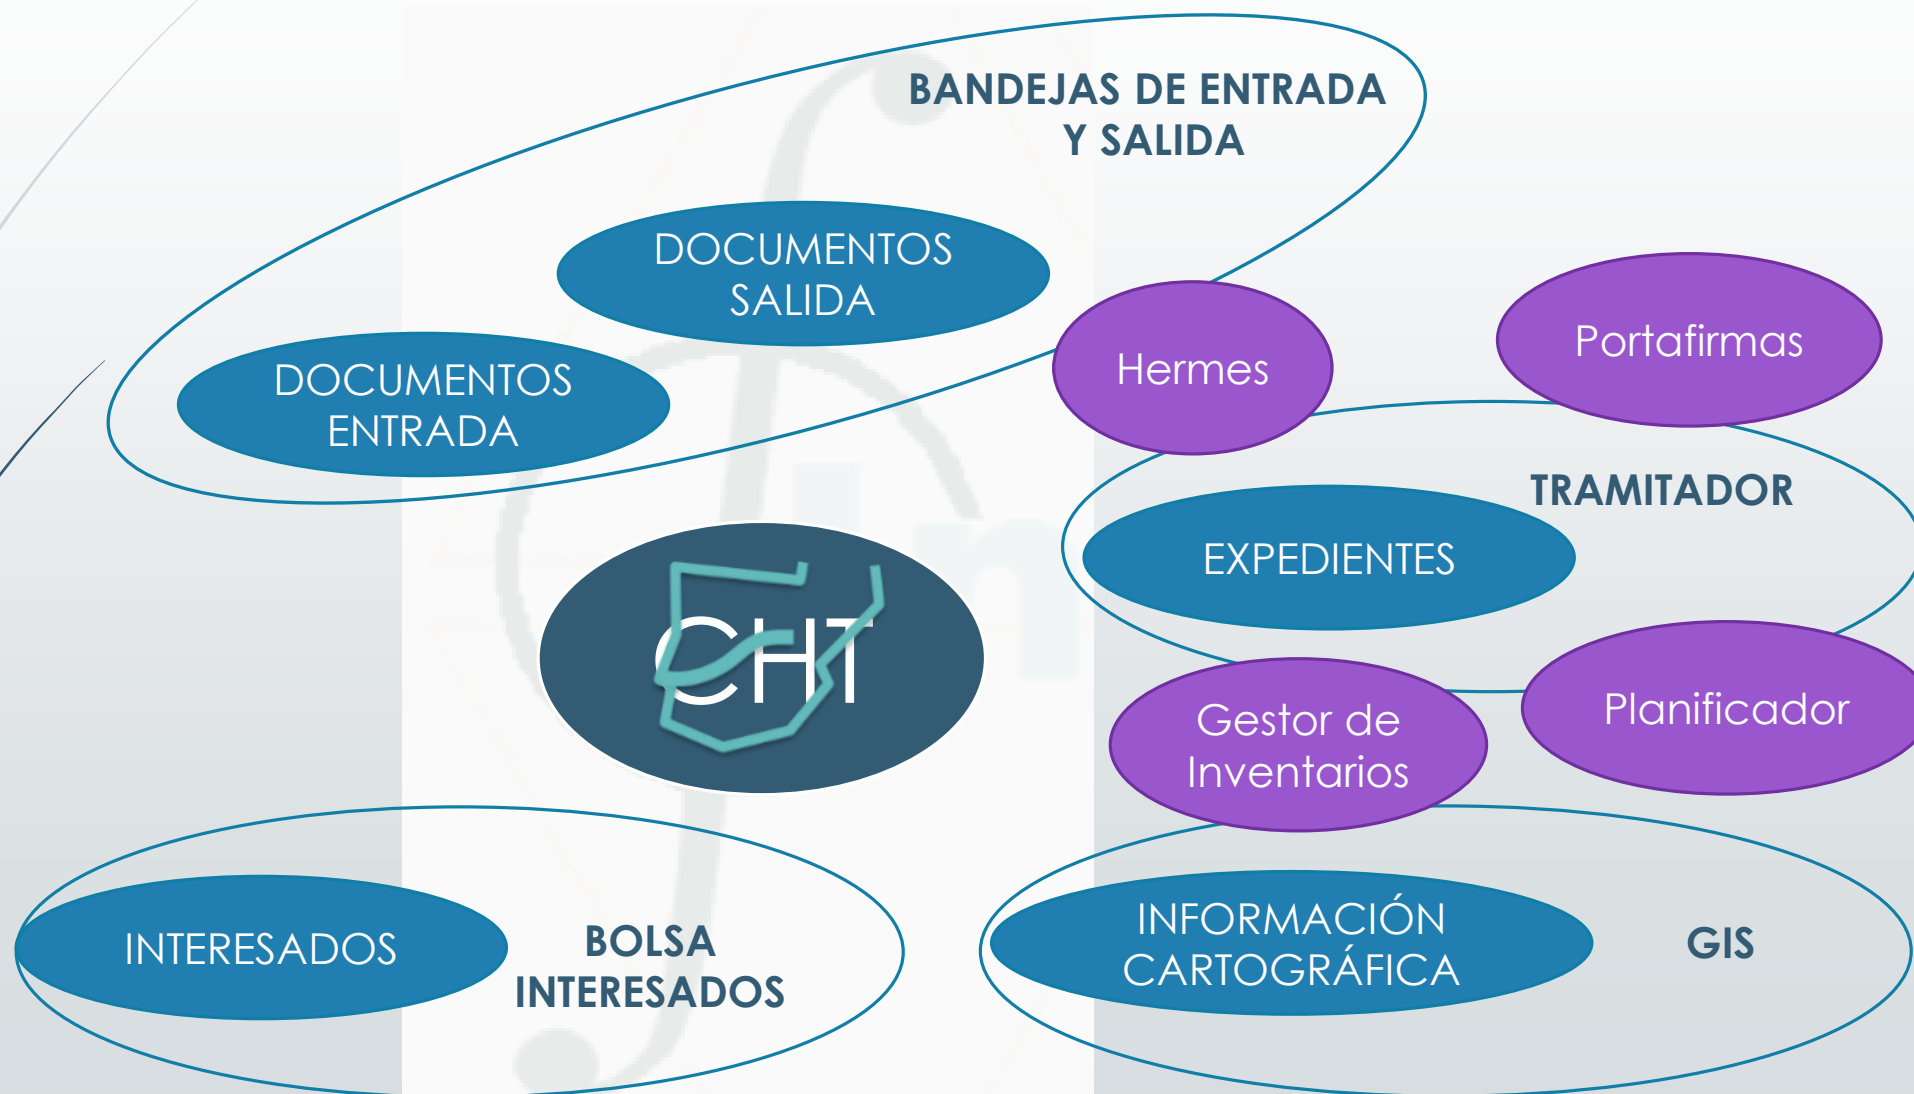 BANDEJAS DE ENTRADA
Y SALIDA
DOCUMENTOS
SALIDA
DOCUMENTOS
ENTRADA
Hermes
Portafirmas
TRAMITADOR
EXPEDIENTES
CHT
Gestor de
Inventarios
Planificador
INTERESADOS
BOLSA
INTERESADOS
INFORMACIÓN
CARTOGRÁFICA
GIS